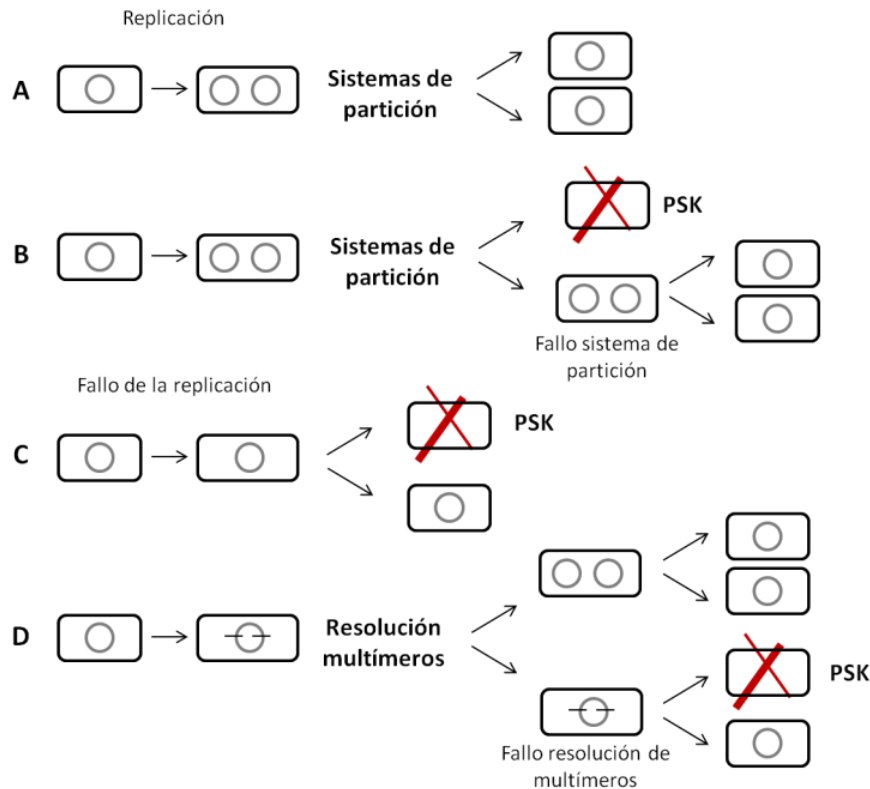 Replicación
A
Sistemas de
partición
PSK
B
Sistemas de
partición
Fallo sistema de
partición
Fallo de la replicación
C
PSK
D
Resolución
multímeros
PSK
Fallo resolución de
multímeros